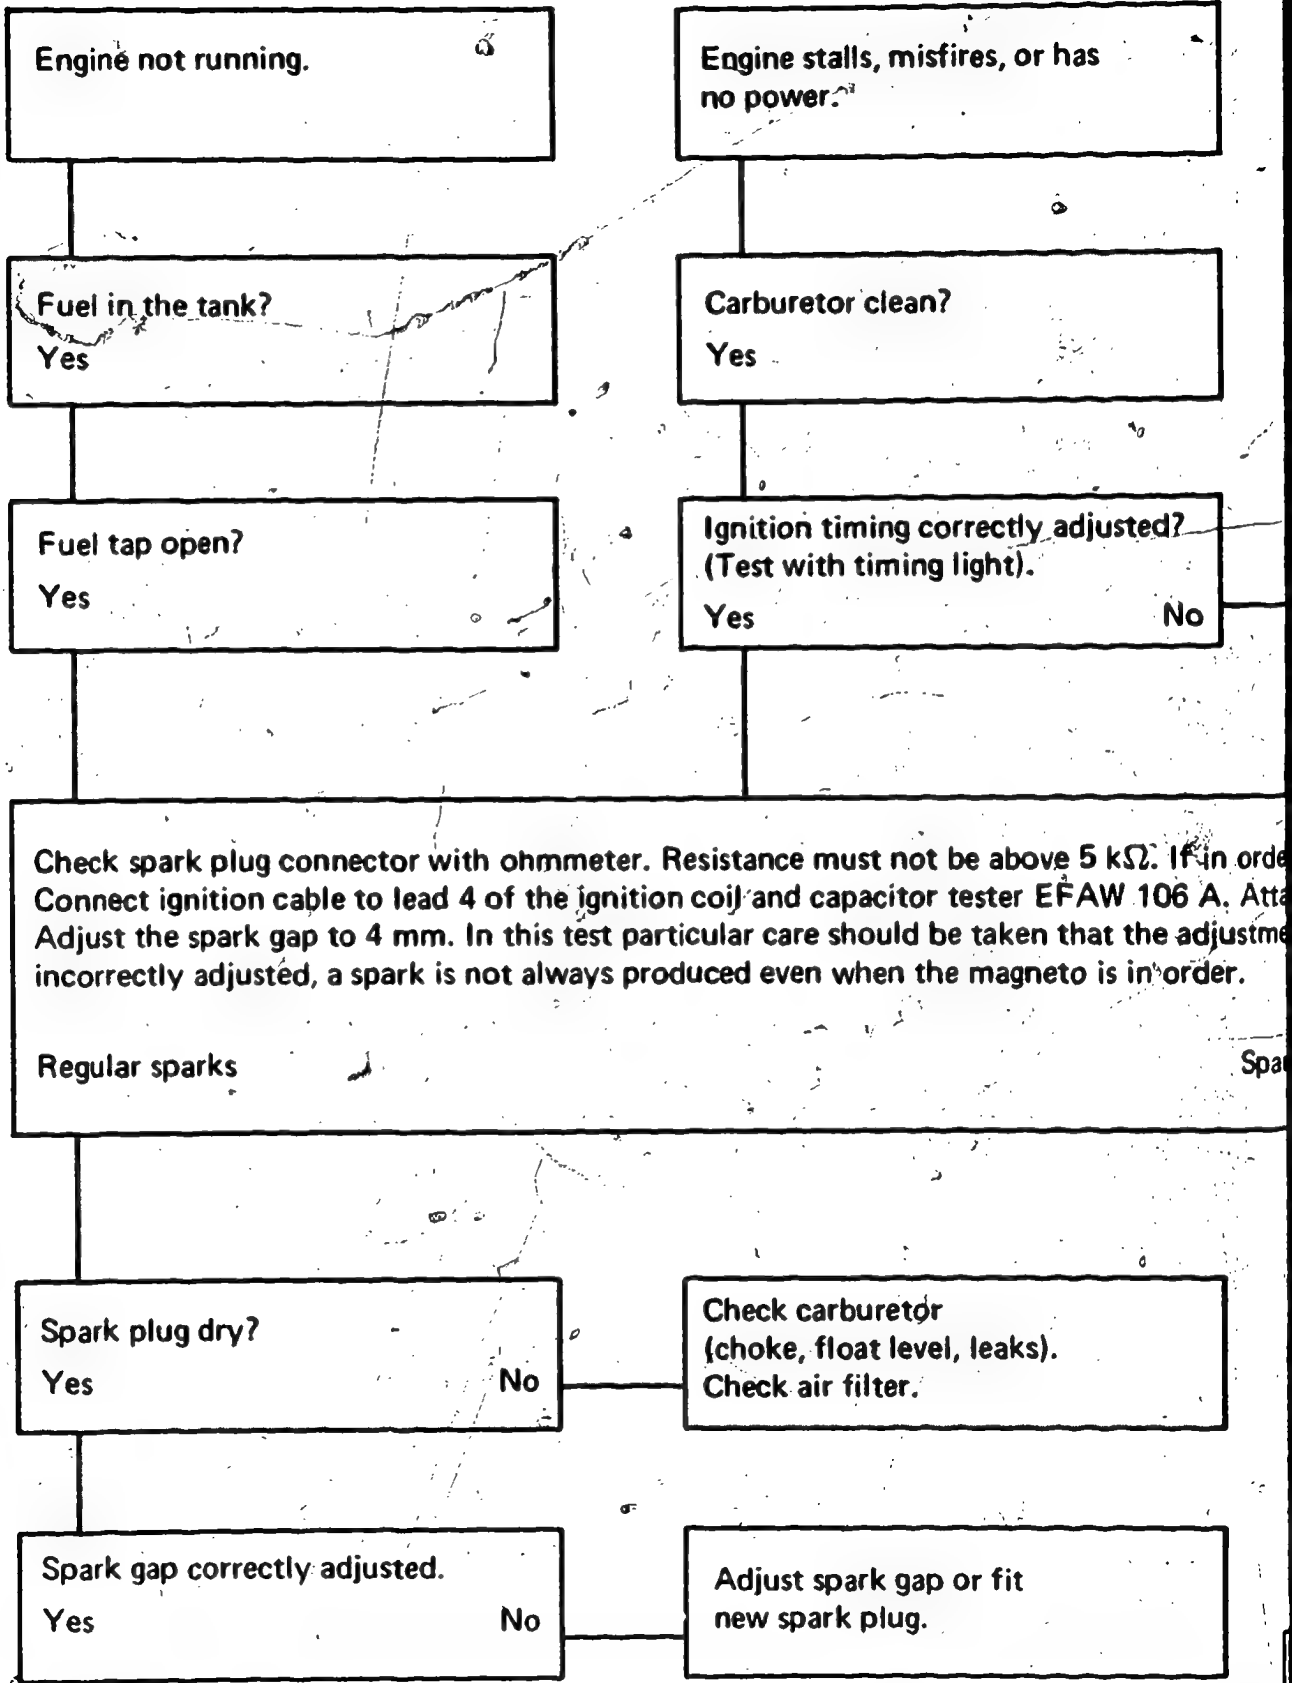 Engine not running.
Engine stalls, misfires, or has
no power.
Fuel in the tank?
Yes
Carburetor clean?
Yes
Fuel tap open?
Yes
Ignition timing correctly adjusted?
(Test with timing light).
Yes No
Check spark plug connector with ohmmeter. Resistance must not be above 5 kΩ. If in
Connect ignition cable to lead 4 of the ignition coil and capacitor tester EFAW 106 A.
Adjust the spark gap to 4 mm. In this test particular care should be taken that the
incorrectly adjusted, a spark is not always produced even when the magneto is in order.
Regular sparks
Spark plug dry?
Yes No
Check carburetor
(choke, float level, leaks).
Check air filter.
Spark gap correctly adjusted.
Yes No
Adjust spark gap or fit
new spark plug.